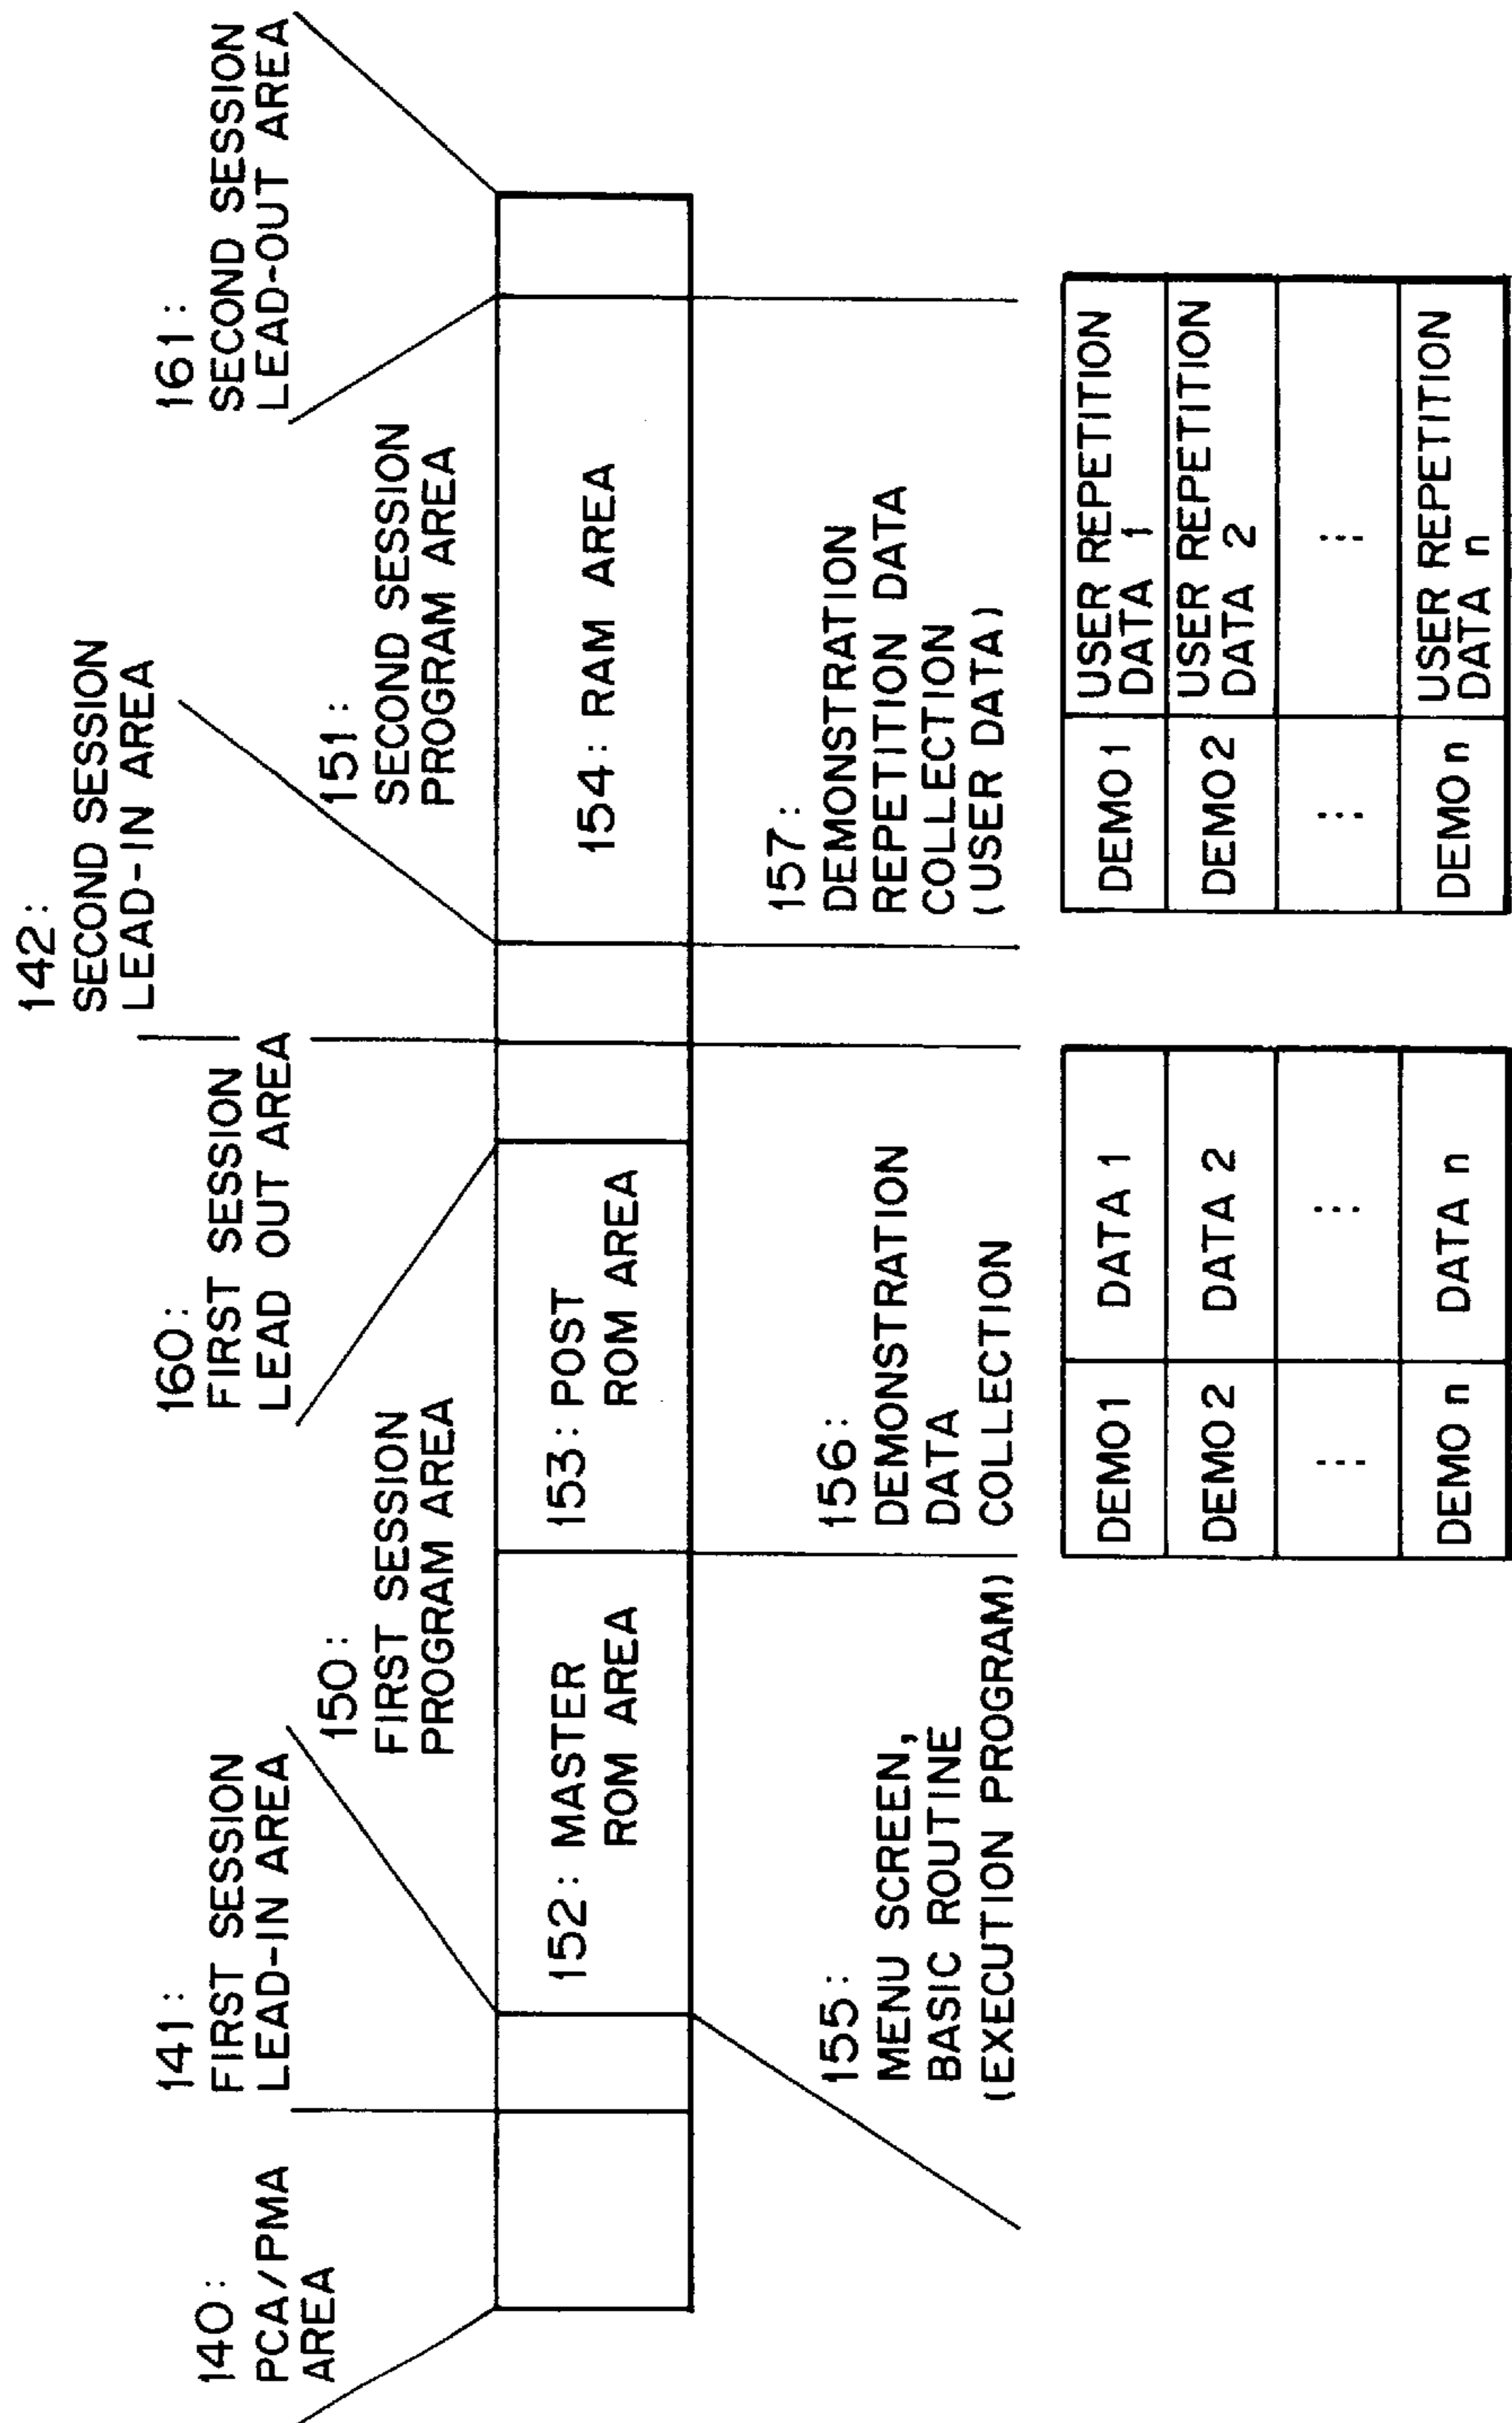 140:
PCA/PMA
AREA
141:
FIRST SESSION
LEAD-IN AREA
150:
FIRST SESSION
PROGRAM AREA
160:
FIRST SESSION
LEAD OUT AREA
142:
SECOND SESSION
LEAD-IN AREA
151:
SECOND SESSION
PROGRAM AREA
161:
SECOND SESSION
LEAD-OUT AREA
152: MASTER
ROM AREA
153: POST
ROM AREA
154: RAM AREA
155:
MENU SCREEN,
BASIC ROUTINE
(EXECUTION PROGRAM)
156:
DEMONSTRATION
DATA
COLLECTION
157:
DEMONSTRATION
REPETITION DATA
COLLECTION
(USER DATA)
DEMO1 DATA 1
DEMO2 DATA 2
... ...
DEMO n DATA n
DEMO1 USER REPETITION
DATA 1
DEMO2 USER REPETITION
DATA 2
... ...
DEMO n USER REPETITION
DATA n